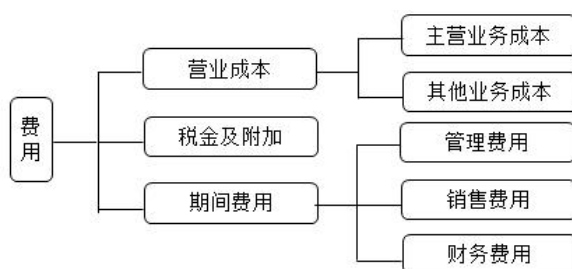 费用
营业成本
主营业务成本
其他业务成本
税金及附加
期间费用
管理费用
销售费用
财务费用